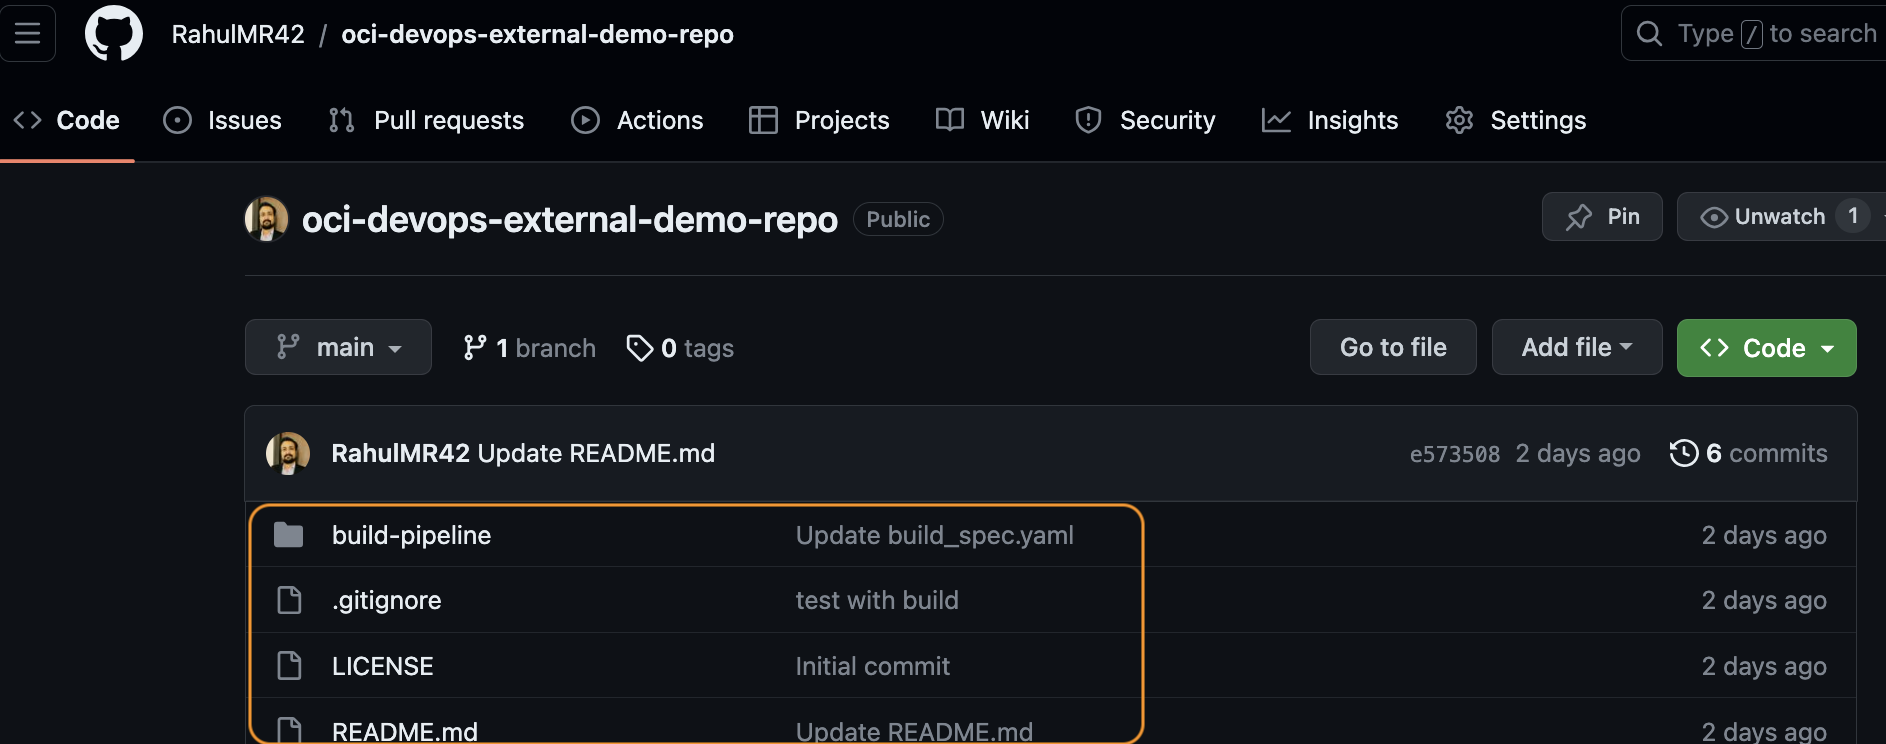 RahulMR42 / oci-devops-external-demo-repo
Type / to search
Code Issues Pull requests Actions Projects Wiki Security Insights Settings
oci-devops-external-demo-repo Public Pin Unwatch 1
main 1 branch 0 tags Go to file Add file <> Code
RahulMR42 Update README.md e573508 2 days ago 6 commits
build-pipeline Update build_spec.yaml 2 days ago
.gitignore test with build 2 days ago
LICENSE Initial commit 2 days ago
README.md Update README.md 2 days ago